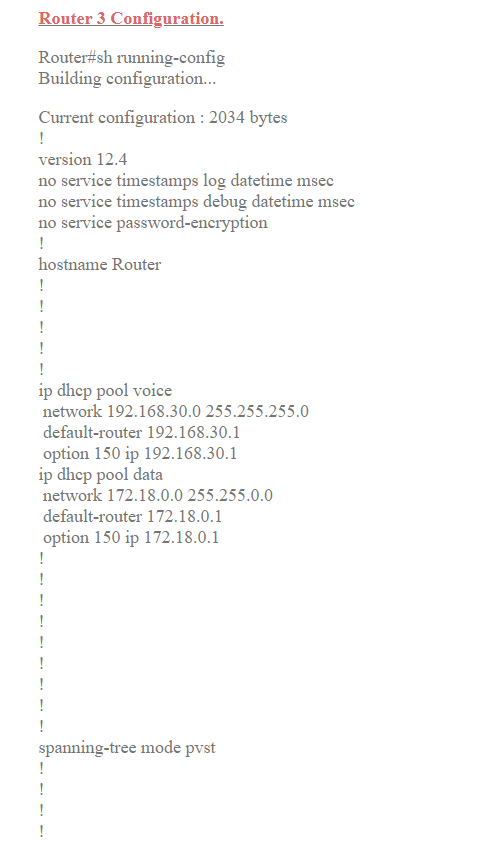 Router 3 Configuration.
Router#sh running-config
Building configuration...
Current configuration : 2034 bytes
!
version 12.4
no service timestamps log datetime msec
no service timestamps debug datetime msec
no service password-encryption
!
hostname Router
!
!
!
!
!
ip dhcp pool voice
network 192.168.30.0 255.255.255.0
default-router 192.168.30.1
option 150 ip 192.168.30.1
ip dhcp pool data
network 172.18.0.0 255.255.0.0
default-router 172.18.0.1
option 150 ip 172.18.0.1
!
!
!
!
!
!
!
!
!
spanning-tree mode pvst
!
!
!
!